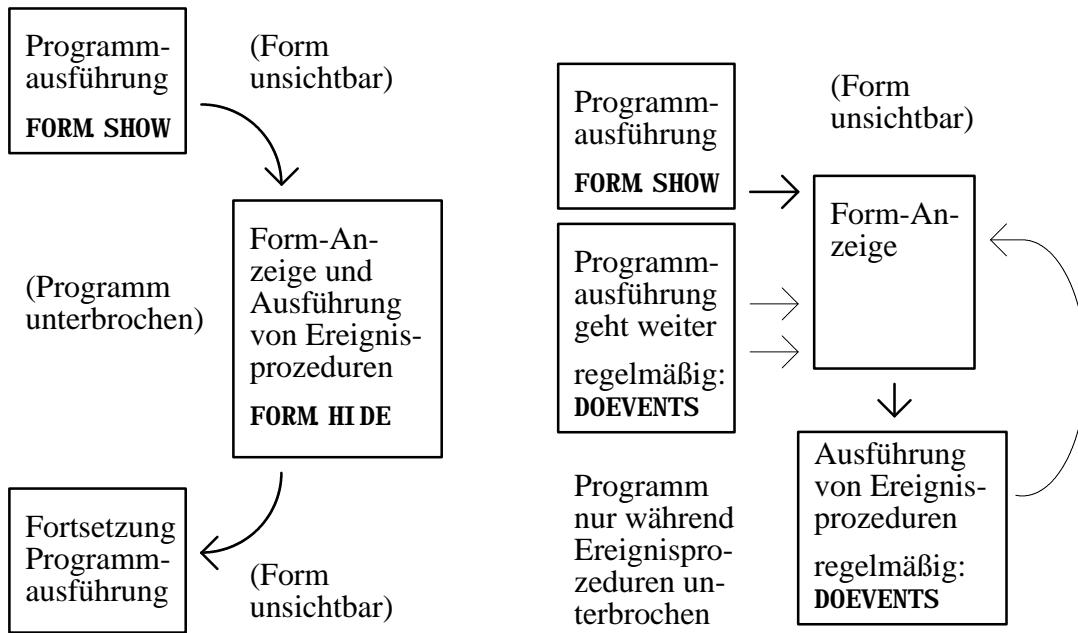 Programm-
ausführung
FORM.SHOW
(Form
unsichtbar)
(Programm
unterbrochen)
Form-An-
zeige und
Ausführung
von Ereignis-
prozeduren
FORM.HIDE
Fortsetzung
Programm-
ausführung
(Form
unsichtbar)
Programm-
ausführung
FORM.SHOW
(Form
unsichtbar)
Form-An-
zeige
Programm-
ausführung
geht weiter
regelmäßig:
DOEVENTS
Programm
nur während
Ereignispro-
zeduren un-
terbrochen
Ausführung
von Ereignis-
prozeduren
regelmäßig:
DOEVENTS